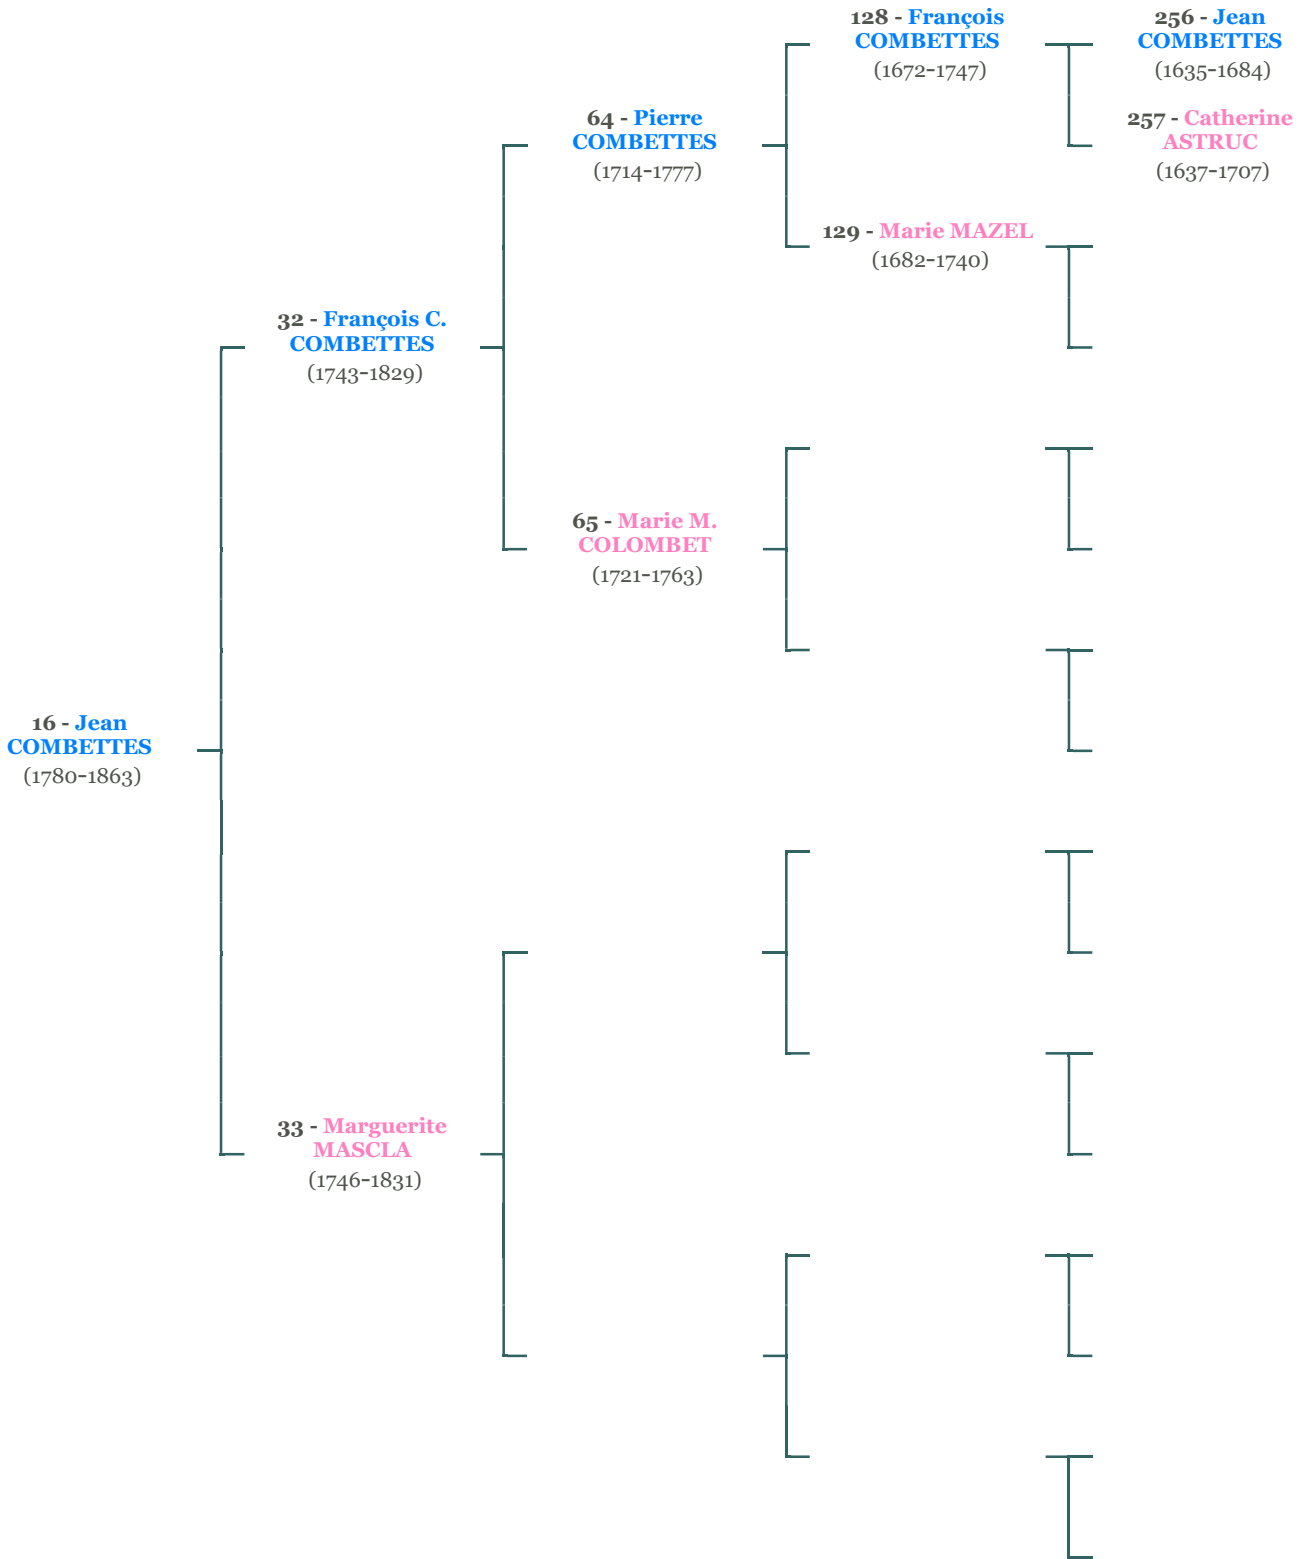 128 - François
COMBETTES
(1672-1747)
256 - Jean
COMBETTES
(1635-1684)
64 - Pierre
COMBETTES
(1714-1777)
257 - Catherine
ASTRUC
(1637-1707)
129 - Marie MAZEL
(1682-1740)
32 - François C.
COMBETTES
(1743-1829)
65 - Marie M.
COLOMBET
(1721-1763)
16 - Jean
COMBETTES
(1780-1863)
33 - Marguerite
MASCLA
(1746-1831)